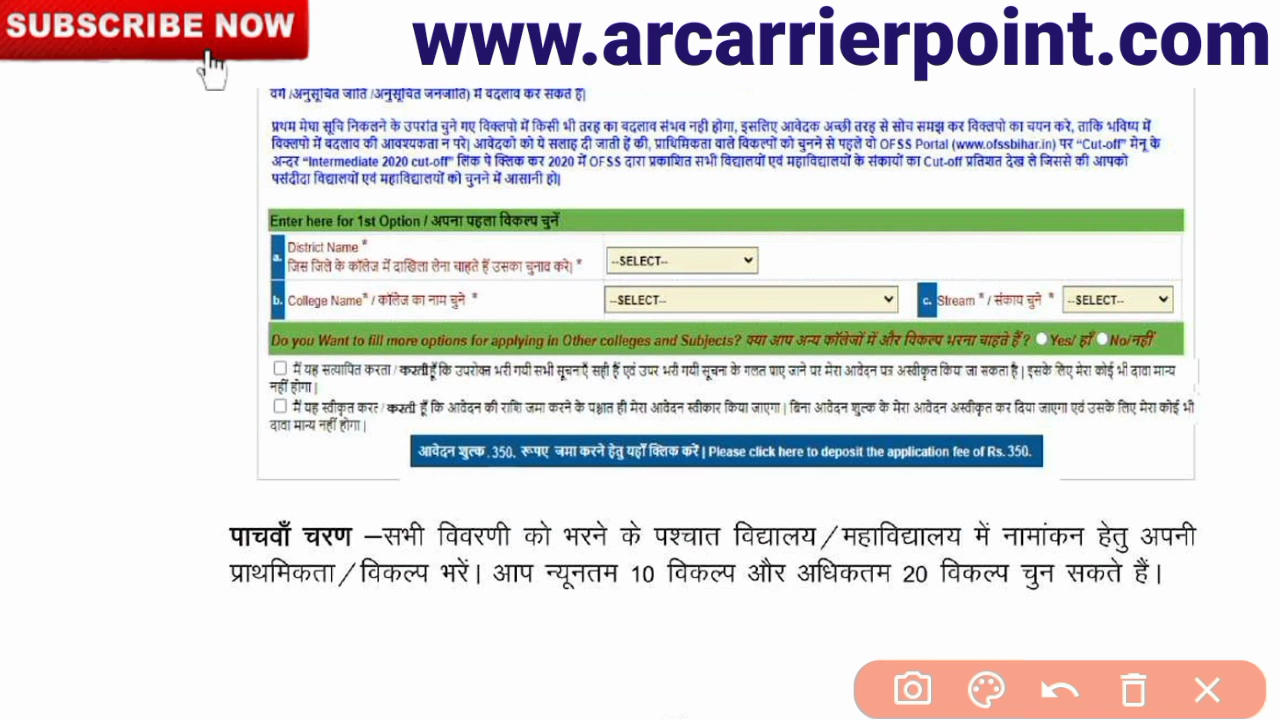 SUBSCRIBE NOW
www.arcarrierpoint.com
वर्ग /अनुसूचित जाति /अनुसूचित जनजाति) में बदलाव कर सकते हैं|
प्रथम मेघा सूचि निकलने के उपरांत चुने गए विक्लपो में किसी भी तरह का बदलाव संभव नही होगा, इसलिए आवेदक अच्छी तरह से सोच समझ कर विक्लपो का चयन करे, ताकि भविष्य में
विक्लपो में बदलाव की आवश्यकता न परे| आवेदको को ये सलाह दी जाती हैं की, प्राथिमिकता वाले विकल्पों को चुनने से पहले वो OFSS Portal (www.ofssbihar.in) पर “Cut-off” मेनू के
अन्दर “Intermediate 2020 cut-off” लिंक पे क्लिक कर 2020 में OFSS दारा प्रकाशित सभी विद्यालयों एवं महाविद्यालयों के संकायों का Cut-off प्रतिशत देख ले जिससे की आपको
पसंदीदा विद्यालयों एवं महाविद्यालयों को चुनने में आसानी हो|
Enter here for 1st Option / अपना पहला विकल्प चुनें
a. District Name *
जिस जिले के कॉलेज में दाखिला लेना चाहते हैं उसका चुनाव करे| *
--SELECT--
b. College Name* / कॉलेज का नाम चुने * --SELECT-- c. Stream * / संकाय चुने * --SELECT--
Do you Want to fill more options for applying in Other colleges and Subjects? क्या आप अन्य कॉलेजों में और विकल्प भरना चाहते हैं? Yes/ हाँ No/नहीं
मैं यह सत्यापित करता / करती हूँ कि उपरोक्त भरी गयी सभी सूचनाएँ सही हैं एवं उपर भरी गयी सूचना के गलत पाए जाने पर मेरा आवेदन पत्र अस्वीकृत किया जा सकता है | इसके लिए मेरा कोई भी दावा मान्य
नहीं होगा |
मैं यह स्वीकृत करत / करती हूँ कि आवेदन की राशि जमा करने के पश्चात ही मेरा आवेदन स्वीकार किया जाएगा | बिना आवेदन शुल्क के मेरा आवेदन अस्वीकृत कर दिया जाएगा एवं उसके लिए मेरा कोई भी
दावा मान्य नहीं होगा |
आवेदन शुल्क .350. रूपए जमा करने हेतु यहाँ क्लिक करें | Please click here to deposit the application fee of Rs. 350.
पाचवाँ चरण –सभी विवरणी को भरने के पश्चात विद्यालय/महाविद्यालय में नामांकन हेतु अपनी
प्राथमिकता/विकल्प भरें। आप न्यूनतम 10 विकल्प और अधिकतम 20 विकल्प चुन सकते हैं।